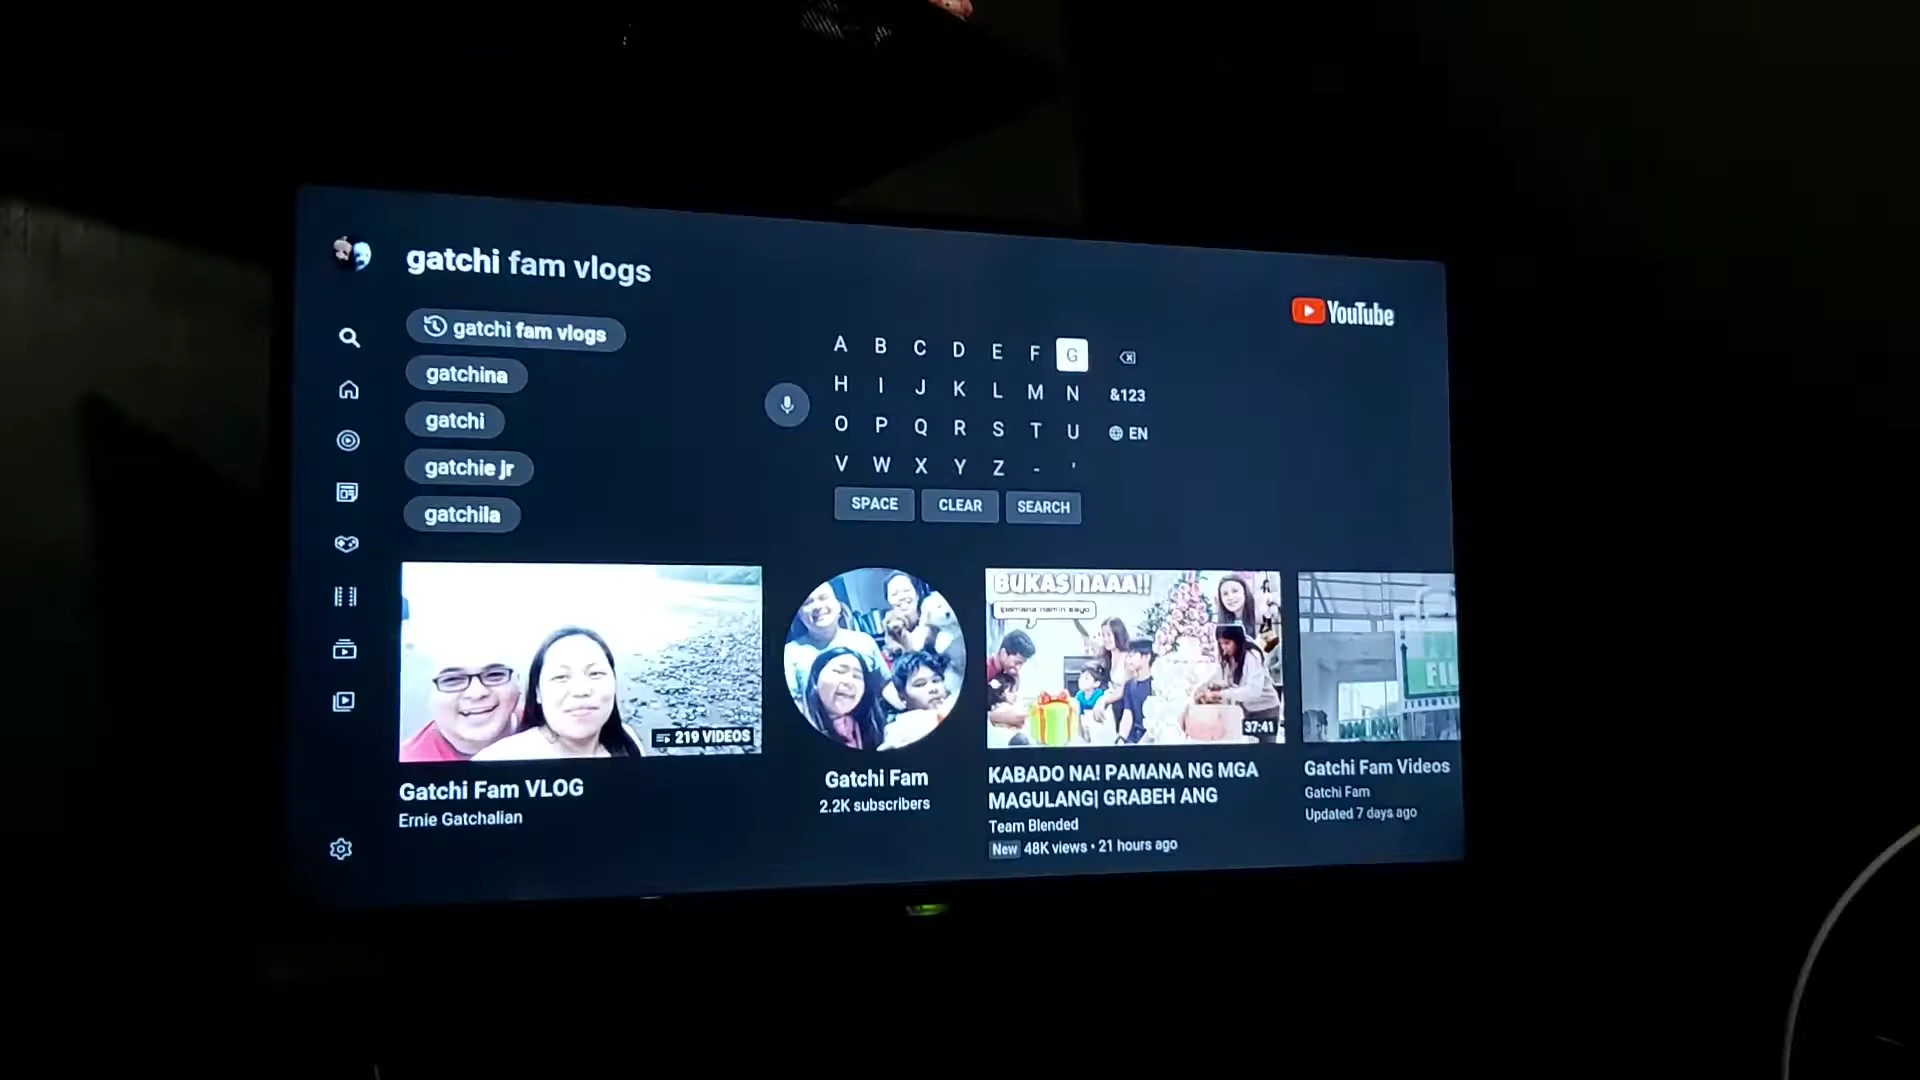 gatchi fam vlogs
YouTube
gatchi fam vlogs
gatchina
gatchi
gatchie jr
gatchila
A B C D E F G
H I J K L M N &123
O P Q R S T U EN
V W X Y Z - '
SPACE CLEAR SEARCH
219 VIDEOS
Gatchi Fam VLOG
Ernie Gatchalian
Gatchi Fam
2.2K subscribers
BUKAS NAAA!!
ipamana namin sayo
37:41
KABADO NA! PAMANA NG MGA
MAGULANG| GRABEH ANG
Team Blended
New 48K views • 21 hours ago
Gatchi Fam Videos
Gatchi Fam
Updated 7 days ago